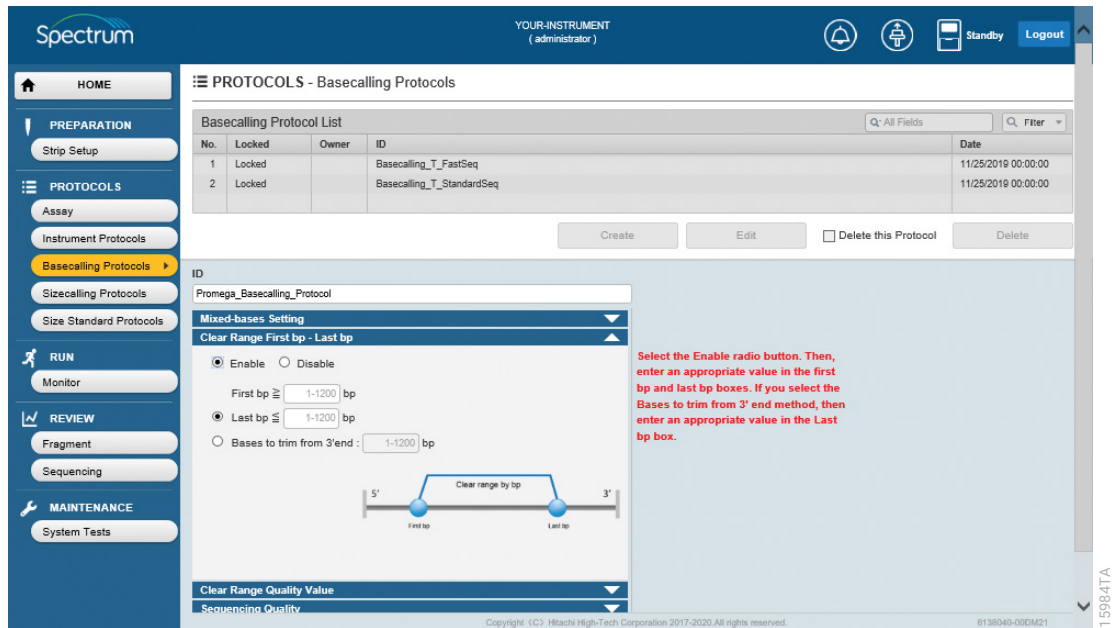 Spectrum
YOUR-INSTRUMENT
( administrator )
Standby
Logout
HOME
PREPARATION
Strip Setup
PROTOCOLS
Assay
Instrument Protocols
Basecalling Protocols
Sizecalling Protocols
Size Standard Protocols
RUN
Monitor
REVIEW
Fragment
Sequencing
MAINTENANCE
System Tests
PROTOCOLS - Basecalling Protocols
Basecalling Protocol List
All Fields
Filter
No. Locked Owner ID Date
1 Locked Basecalling_T_FastSeq 11/25/2019 00:00:00
2 Locked Basecalling_T_StandardSeq 11/25/2019 00:00:00
Create Edit Delete this Protocol Delete
ID
Promega_Basecalling_Protocol
Mixed-bases Setting
Clear Range First bp - Last bp
Enable Disable
First bp ≧ 1-1200 bp
Last bp ≦ 1-1200 bp
Bases to trim from 3'end : 1-1200 bp
5' Clear range by bp 3'
First bp Last bp
Select the Enable radio button. Then,
enter an appropriate value in the first
bp and last bp boxes. If you select the
Bases to trim from 3' end method, then
enter an appropriate value in the Last
bp box.
Clear Range Quality Value
Sequencing Quality
Copyright (C) Hitachi High-Tech Corporation 2017-2020.All rights reserved.
6138040-00DM21
15984TA